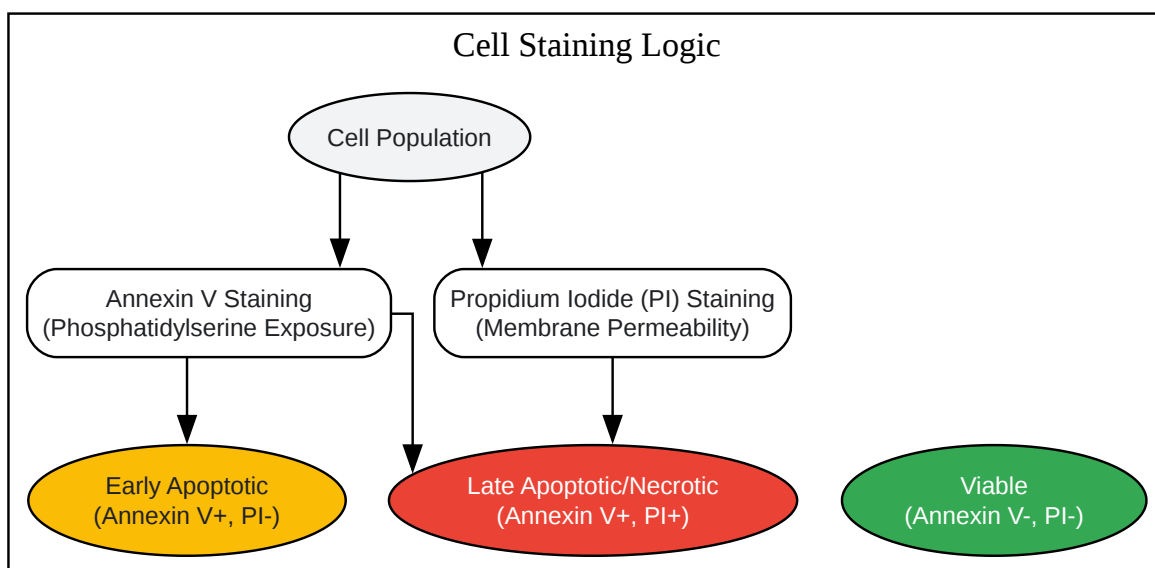 Cell Staining Logic
Cell Population
Annexin V Staining
(Phosphatidylserine Exposure)
Propidium Iodide (PI) Staining
(Membrane Permeability)
Early Apoptotic
(Annexin V+, PI-)
Late Apoptotic/Necrotic
(Annexin V+, PI+)
Viable
(Annexin V-, PI-)